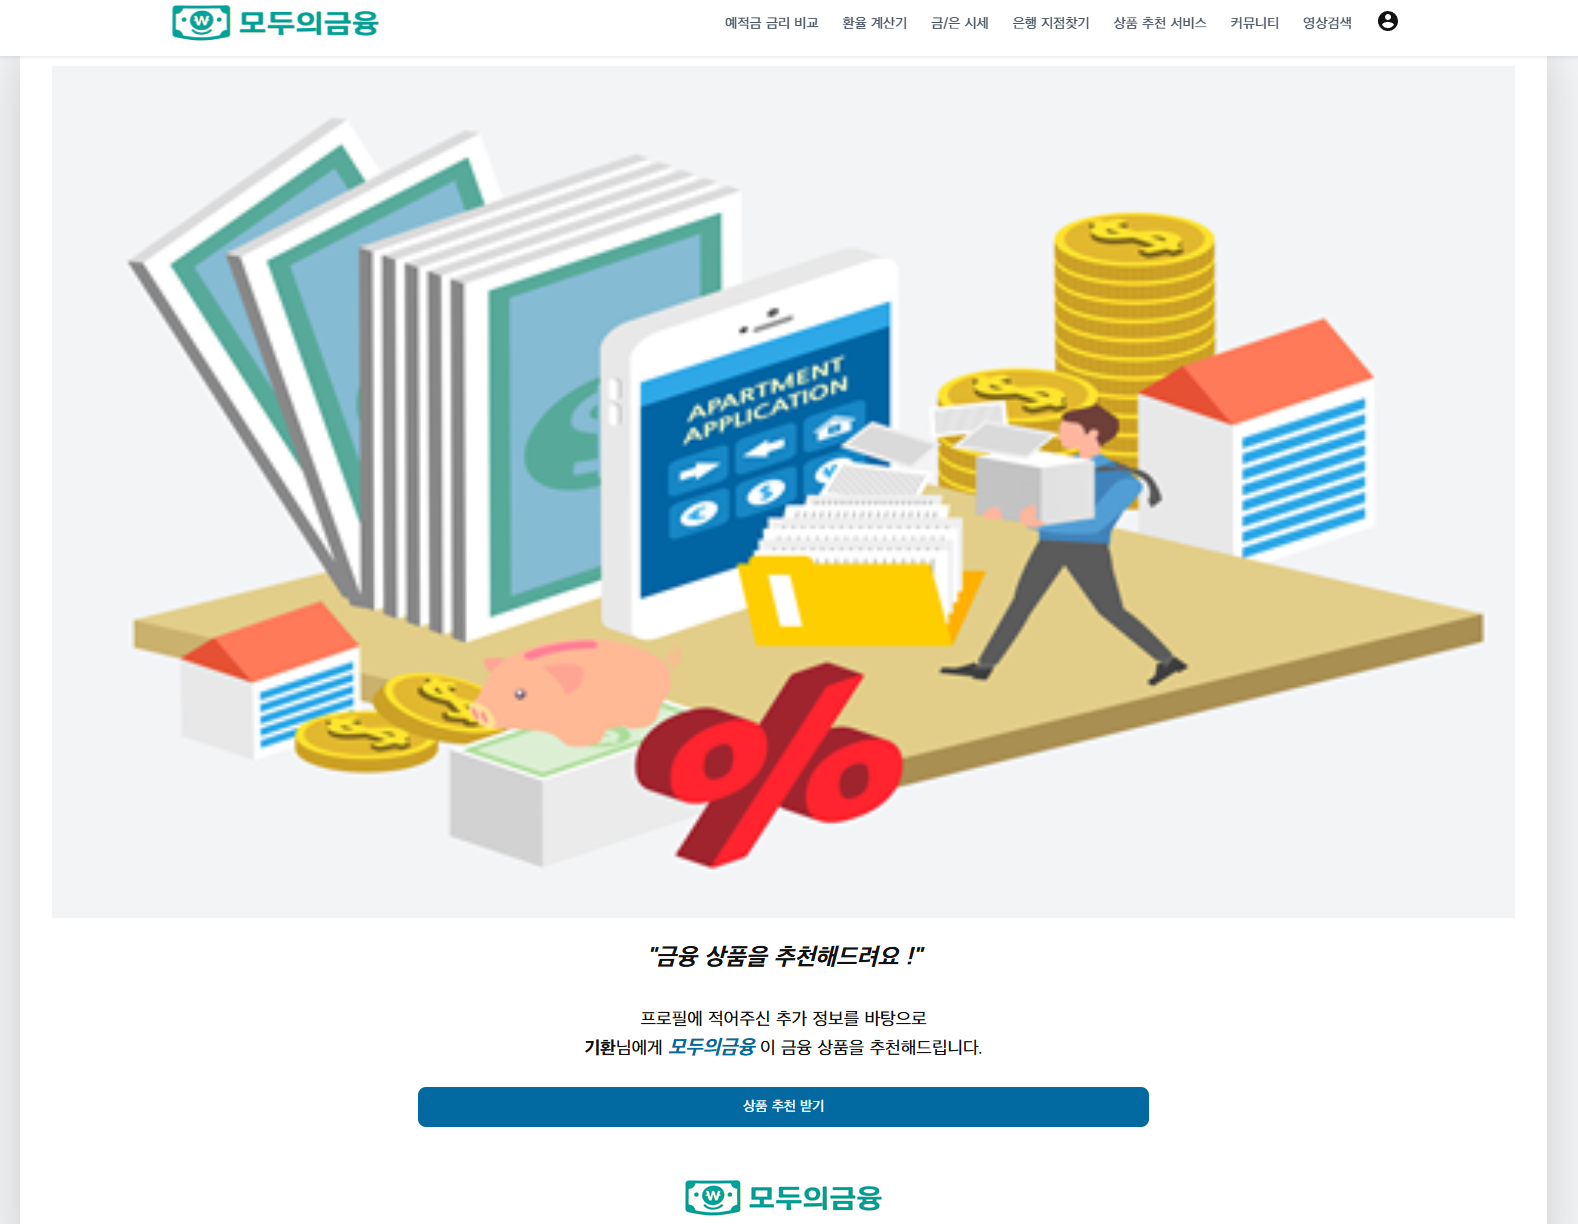 모두의금융
예적금 금리 비교 환율 계산기 금/은 시세 은행 지점찾기 상품 추천 서비스 커뮤니티 영상검색
APARTMENT
APPLICATION
"금융 상품을 추천해드려요 !"
프로필에 적어주신 추가 정보를 바탕으로
기환님에게 모두의금융 이 금융 상품을 추천해드립니다.
상품 추천 받기
모두의금융